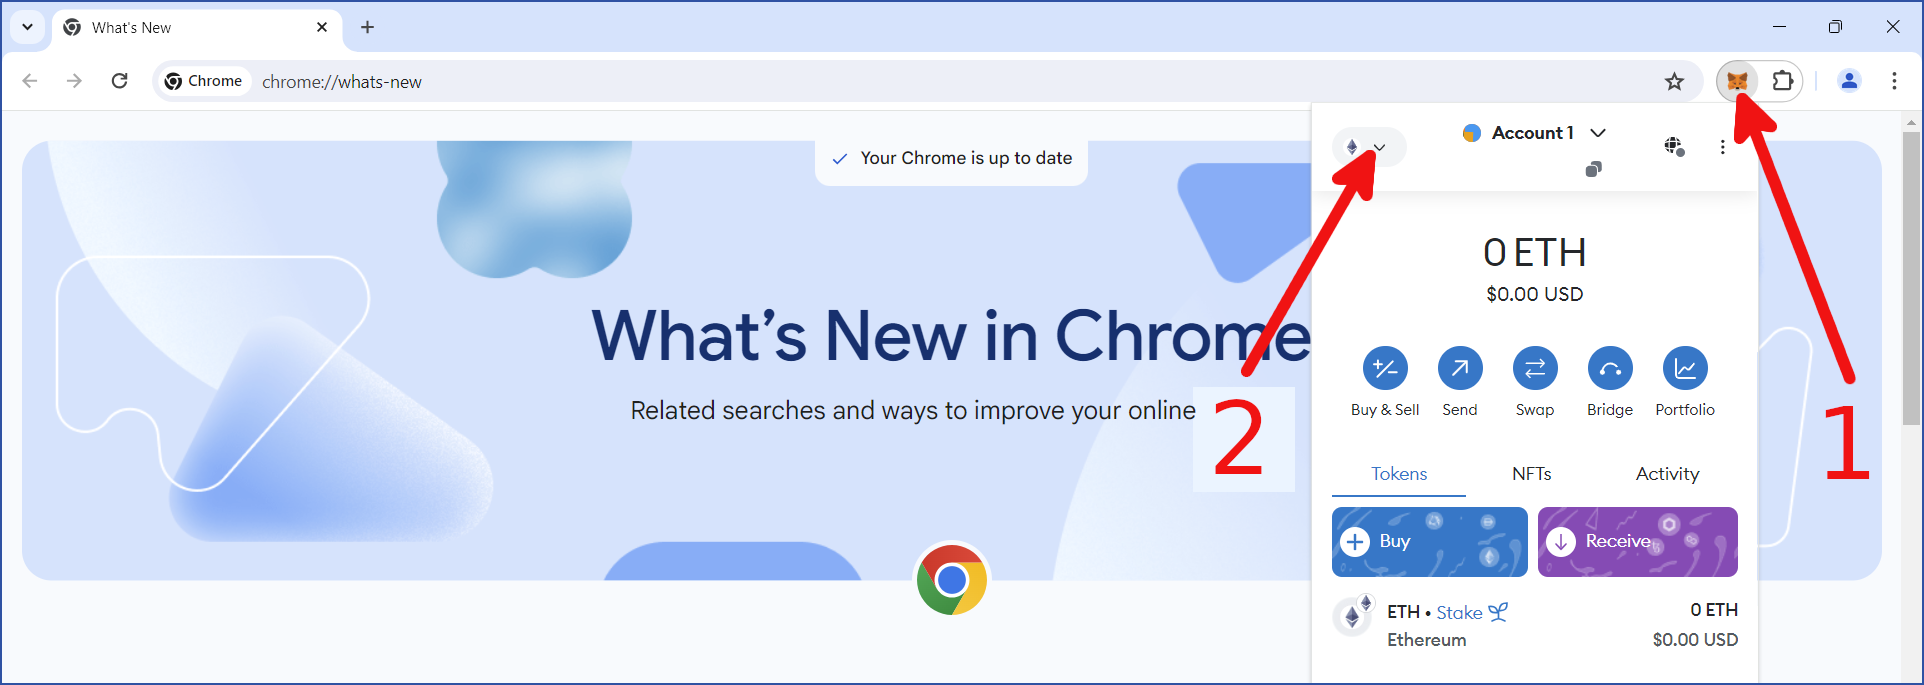 What's New
Chrome
chrome://whats-new
Your Chrome is up to date
Account 1
What's New in Chrome
Related searches and ways to improve your online
0 ETH
$0.00 USD
Buy & Sell
Send
Swap
Bridge
Portfolio
2
1
Tokens
NFTs
Activity
Buy
Receive
ETH • Stake
0 ETH
Ethereum
$0.00 USD